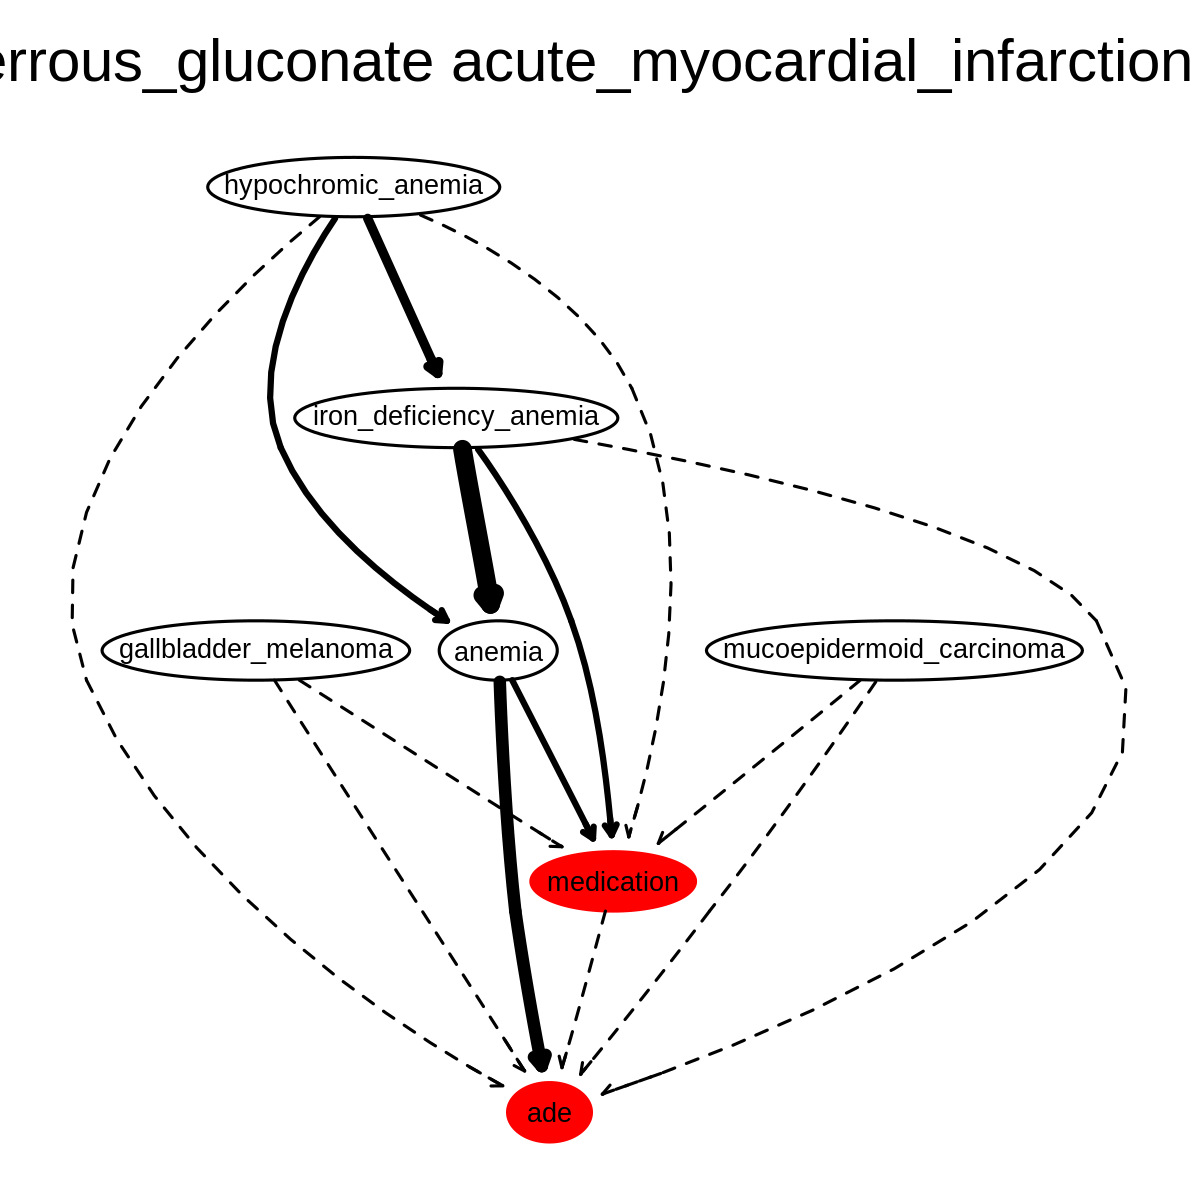 errous_gluconate acute_myocardial_infarction
hypochromic_anemia
iron_deficiency_anemia
gallbladder_melanoma
anemia
mucoepidermoid_carcinoma
medication
ade